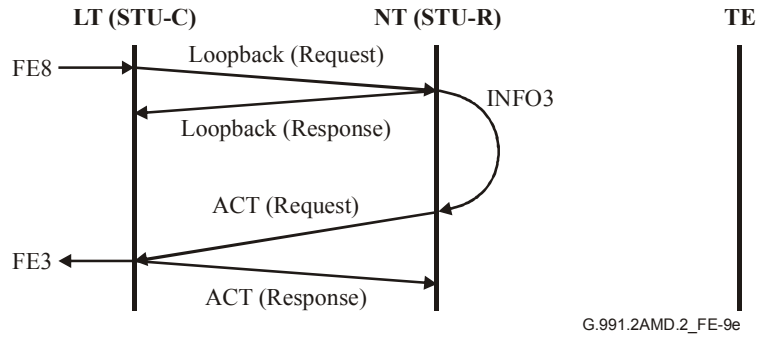 LT (STU-C) NT (STU-R) TE
Loopback (Request)
FE8
INFO3
Loopback (Response)
ACT (Request)
FE3
ACT (Response)
G.991.2AMD.2_FE-9e